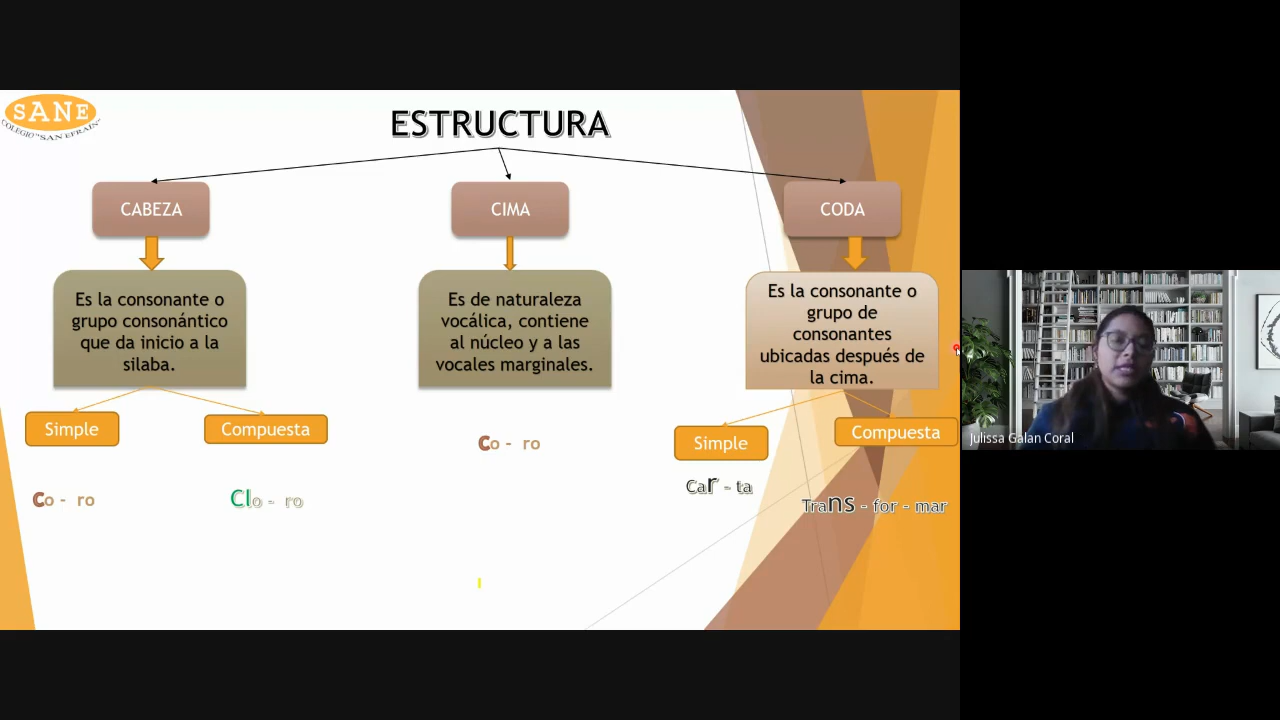 SANE
COLEGIO "SAN EFRAIN"
ESTRUCTURA
CABEZA
CIMA
CODA
Es la consonante o
grupo consonántico
que da inicio a la
silaba.
Es de naturaleza
vocálica, contiene
al núcleo y a las
vocales marginales.
Es la consonante o
grupo de
consonantes
ubicadas después de
la cima.
Simple
Compuesta
Co - ro
Clo - ro
Co - ro
Simple
Compuesta
Car - ta
Trans - for - mar
Julissa Galan Coral